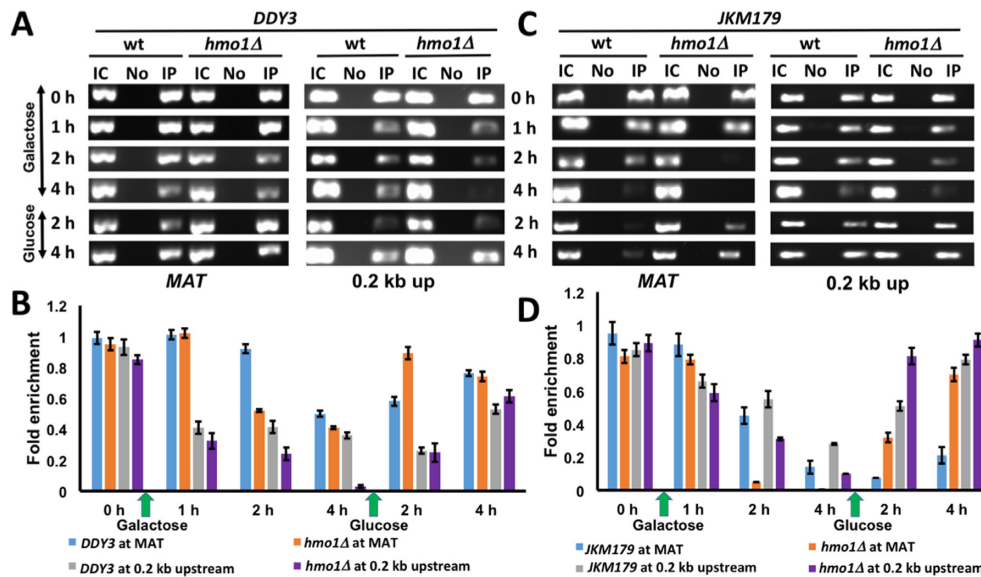 A
DDY3
wt hmo1Δ wt hmo1Δ
IC No IP IC No IP IC No IP IC No IP
Galactose
0 h
1 h
2 h
4 h
Glucose
2 h
4 h
MAT 0.2 kb up
C
JKM179
wt hmo1Δ wt hmo1Δ
IC No IP IC No IP IC No IP IC No IP
0 h
1 h
2 h
4 h
2 h
4 h
MAT 0.2 kb up
B
Fold enrichment
1.2
1
0.8
0.6
0.4
0.2
0
0 h 1 h 2 h 4 h 2 h 4 h
Galactose Glucose
DDY3 at MAT hmo1Δ at MAT
DDY3 at 0.2 kb upstream hmo1Δ at 0.2 kb upstream
D
Fold enrichment
1.2
1
0.8
0.6
0.4
0.2
0
0 h 1 h 2 h 4 h 2 h 4 h
Galactose Glucose
JKM179 at MAT hmo1Δ at MAT
JKM179 at 0.2 kb upstream hmo1Δ at 0.2 kb upstream